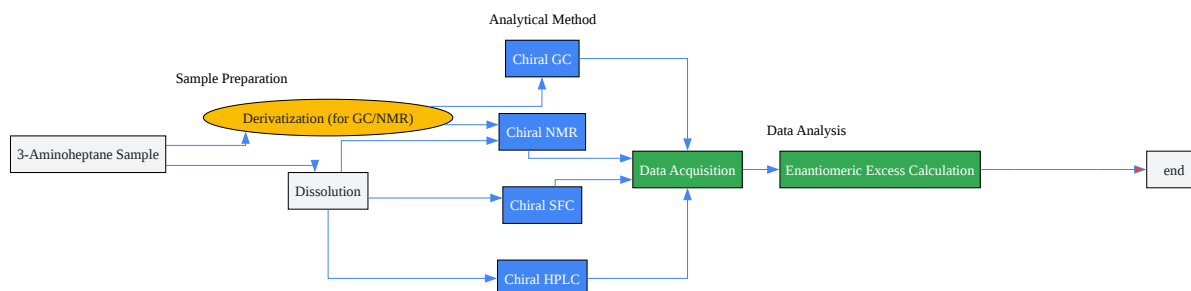 Analytical Method
Chiral GC
Sample Preparation
Derivatization (for GC/NMR)
Chiral NMR
Data Analysis
3-Aminoheptane Sample
Data Acquisition
Enantiomeric Excess Calculation
end
Dissolution
Chiral SFC
Chiral HPLC